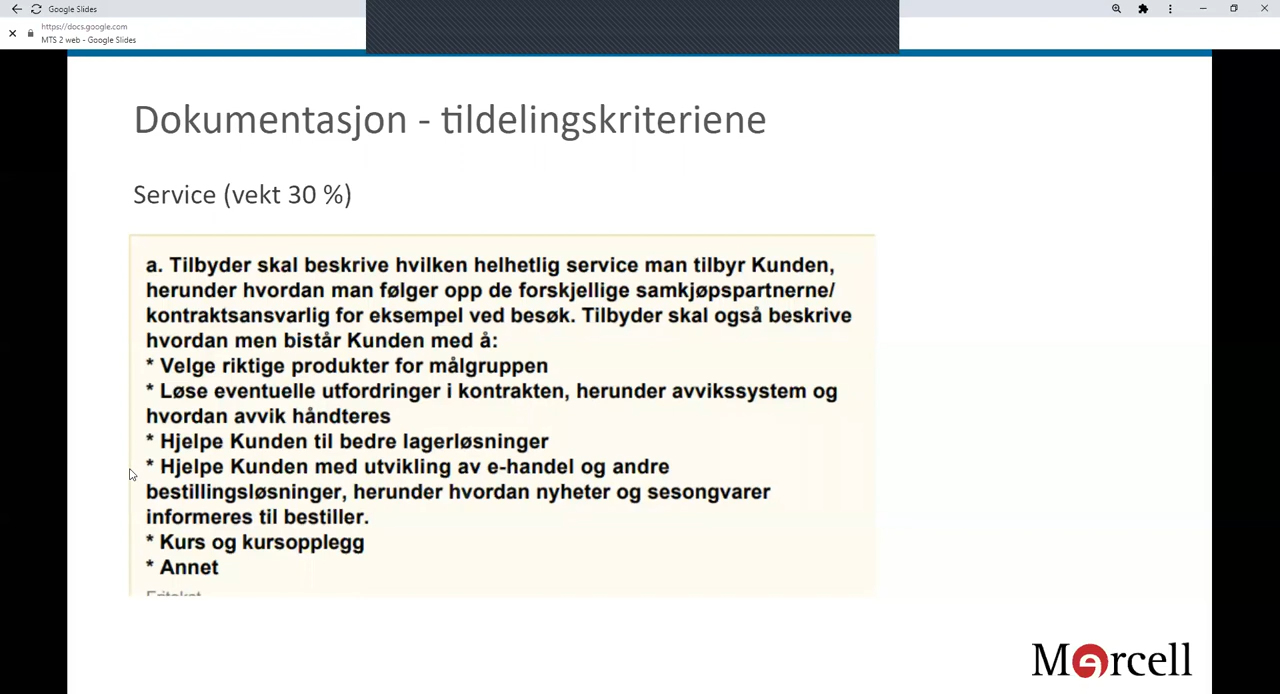 Google Slides
https://docs.google.com
MTS 2 web - Google Slides
Dokumentasjon - tildelingskriteriene
Service (vekt 30 %)
a. Tilbyder skal beskrive hvilken helhetlig service man tilbyr Kunden,
herunder hvordan man følger opp de forskjellige samkjøpspartnerne/
kontraktsansvarlig for eksempel ved besøk. Tilbyder skal også beskrive
hvordan men bistår Kunden med å:
* Velge riktige produkter for målgruppen
* Løse eventuelle utfordringer i kontrakten, herunder avvikssystem og
hvordan avvik håndteres
* Hjelpe Kunden til bedre lagerløsninger
* Hjelpe Kunden med utvikling av e-handel og andre
bestillingsløsninger, herunder hvordan nyheter og sesongvarer
informeres til bestiller.
* Kurs og kursopplegg
* Annet
Mercell